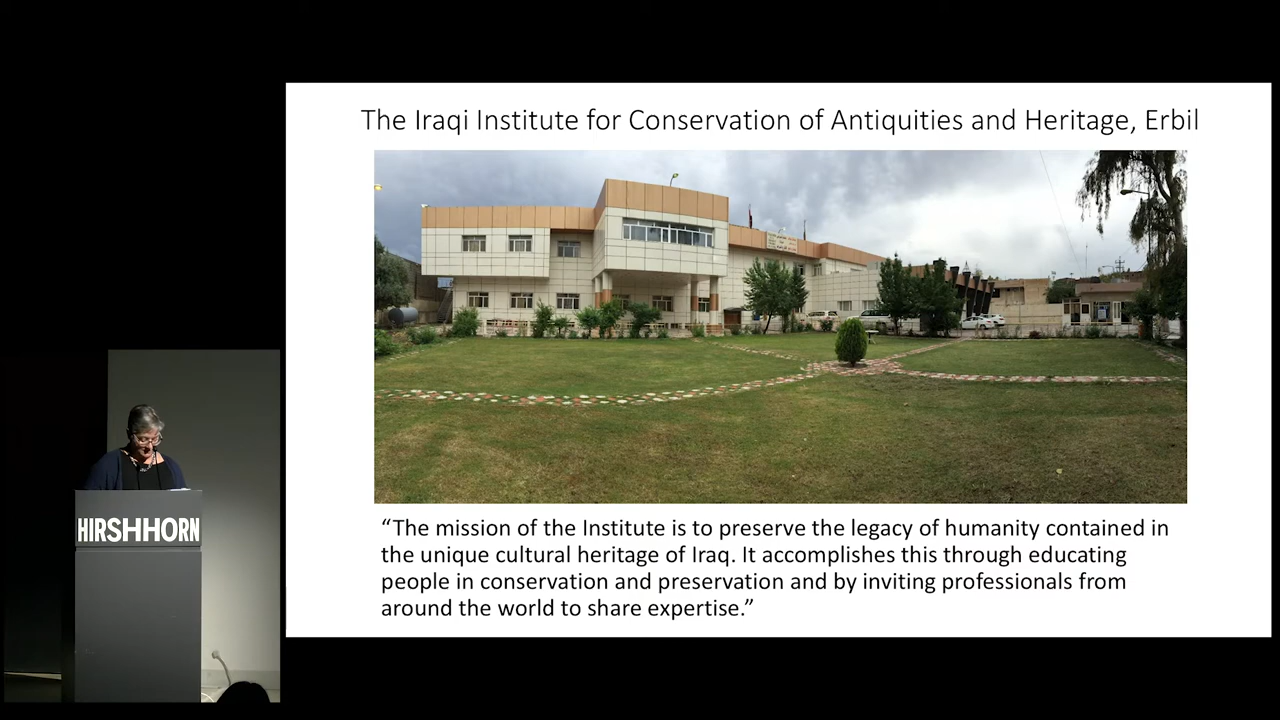 The Iraqi Institute for Conservation of Antiquities and Heritage, Erbil
“The mission of the Institute is to preserve the legacy of humanity contained in
the unique cultural heritage of Iraq. It accomplishes this through educating
people in conservation and preservation and by inviting professionals from
around the world to share expertise.”
HIRSHHORN